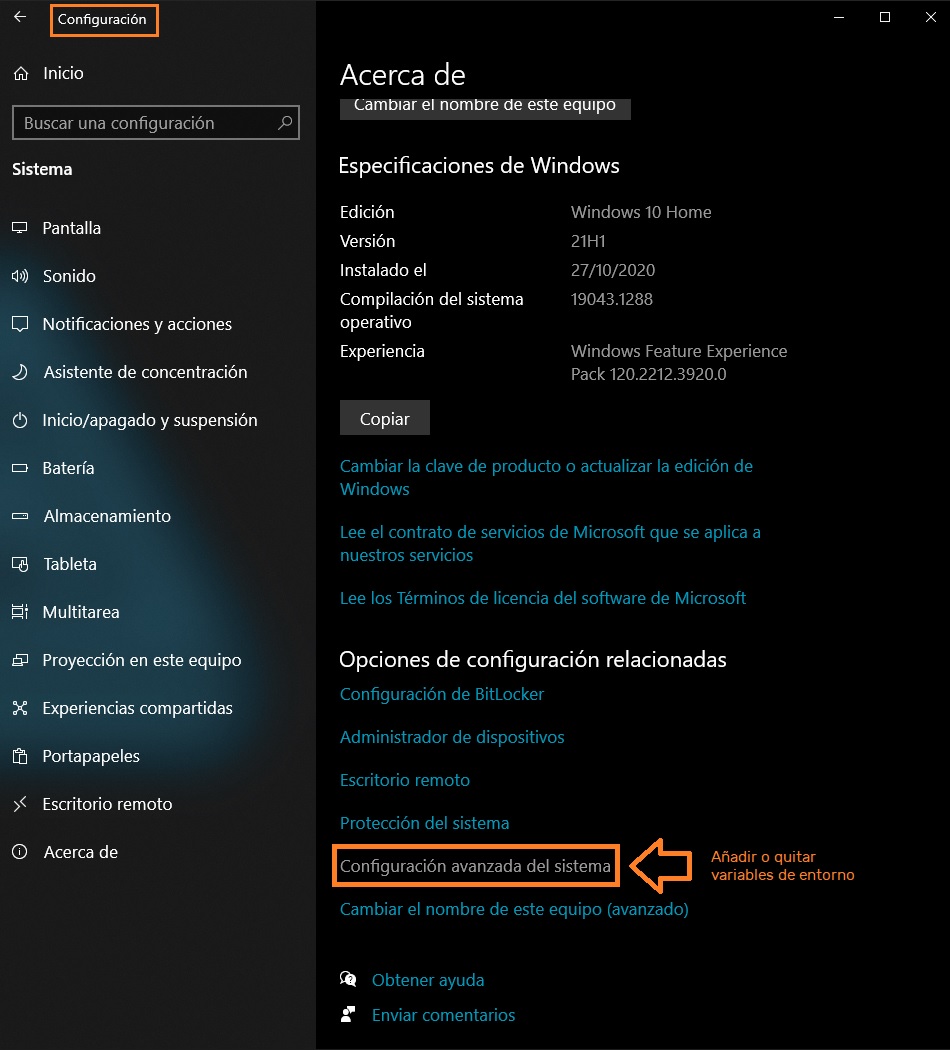 Configuración
Inicio
Buscar una configuración
Sistema
Pantalla
Sonido
Notificaciones y acciones
Asistente de concentración
Inicio/apagado y suspensión
Batería
Almacenamiento
Tableta
Multitarea
Proyección en este equipo
Experiencias compartidas
Portapapeles
Escritorio remoto
Acerca de
Acerca de
Cambiar el nombre de este equipo
Especificaciones de Windows
Edición Windows 10 Home
Versión 21H1
Instalado el 27/10/2020
Compilación del sistema 19043.1288
operativo
Experiencia Windows Feature Experience
Pack 120.2212.3920.0
Copiar
Cambiar la clave de producto o actualizar la edición de
Windows
Lee el contrato de servicios de Microsoft que se aplica a
nuestros servicios
Lee los Términos de licencia del software de Microsoft
Opciones de configuración relacionadas
Configuración de BitLocker
Administrador de dispositivos
Escritorio remoto
Protección del sistema
Configuración avanzada del sistema
Añadir o quitar
variables de entorno
Cambiar el nombre de este equipo (avanzado)
Obtener ayuda
Enviar comentarios